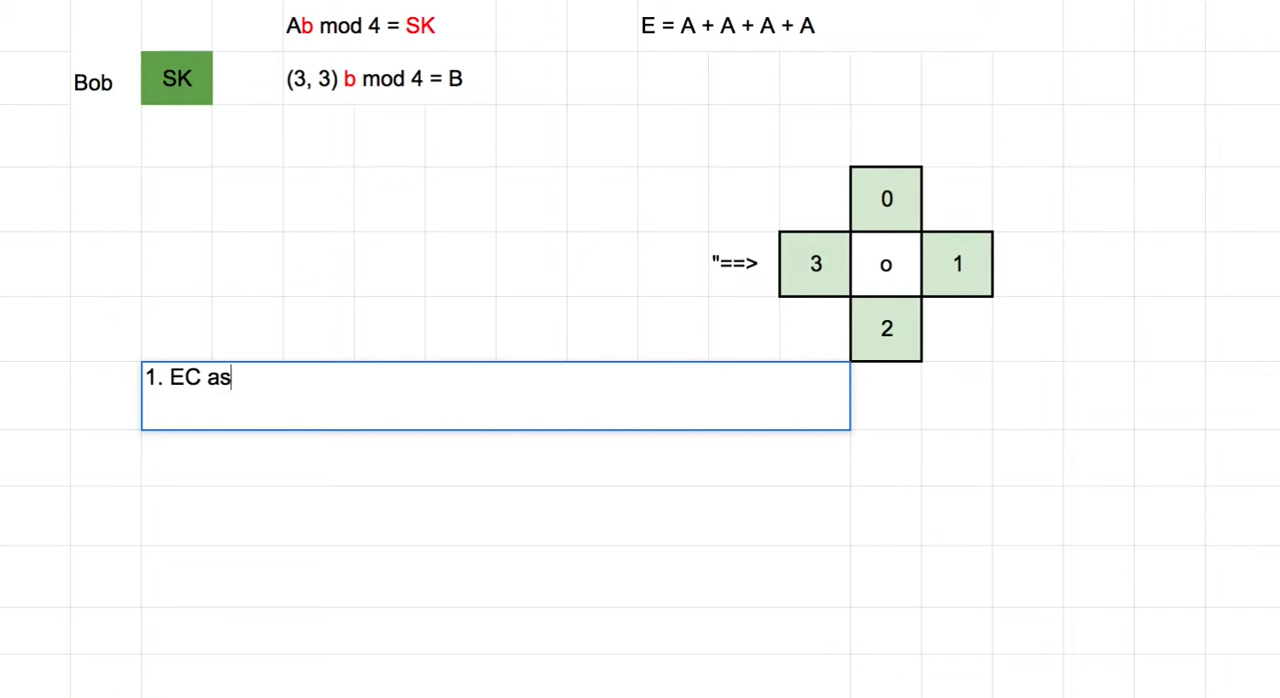 Ab mod 4 = SK
E = A + A + A + A
Bob
SK
(3, 3) b mod 4 = B
0
"==>
3
o
1
2
1. EC as